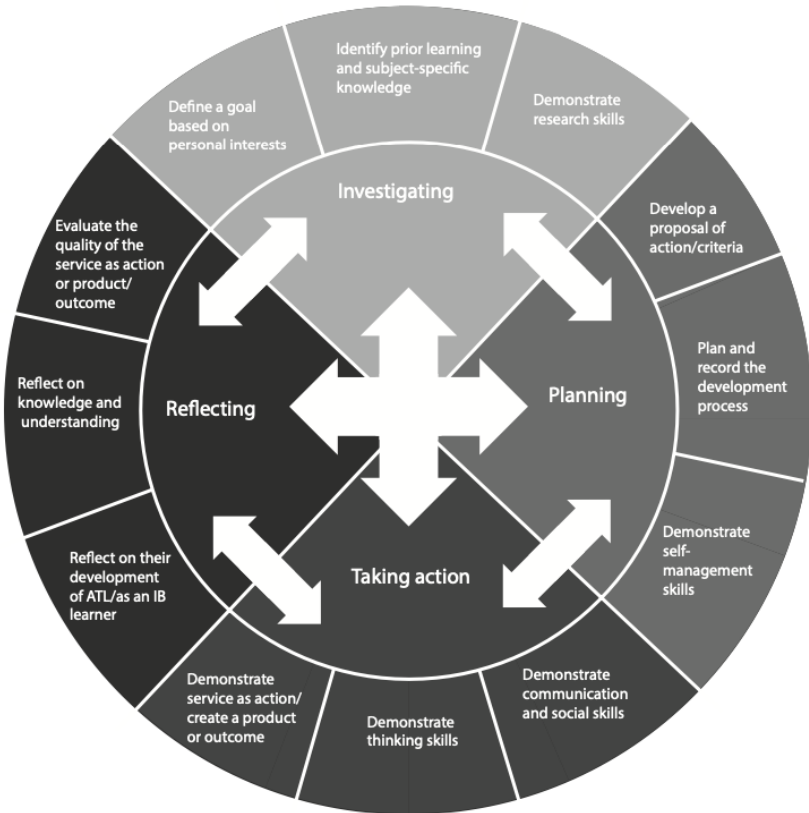 Identify prior learning
and subject-specific
knowledge
Define a goal
based on
personal interests
Demonstrate
research skills
Investigating
Develop a
proposal of
action/criteria
Evaluate the
quality of the
service as action
or product/
outcome
Plan and
record the
development
process
Reflect on
knowledge and
understanding
Reflecting
Planning
Demonstrate
self-
management
skills
Reflect on their
development
of ATL/as an IB
learner
Taking action
Demonstrate
service as action/
create a product
or outcome
Demonstrate
thinking skills
Demonstrate
communication
and social skills